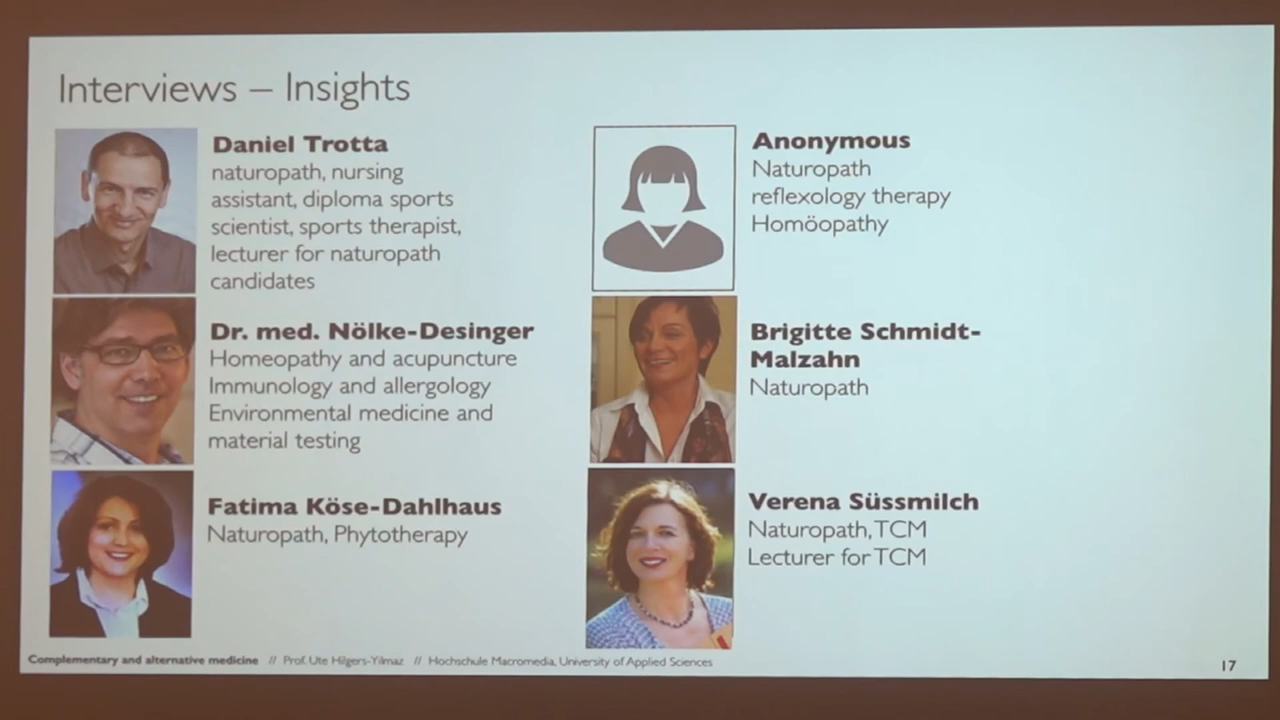 Interviews – Insights
Daniel Trotta
naturopath, nursing
assistant, diploma sports
scientist, sports therapist,
lecturer for naturopath
candidates
Dr. med. Nölke-Desinger
Homeopathy and acupuncture
Immunology and allergology
Environmental medicine and
material testing
Fatima Köse-Dahlhaus
Naturopath, Phytotherapy
Anonymous
Naturopath
reflexology therapy
Homöopathy
Brigitte Schmidt-
Malzahn
Naturopath
Verena Süssmilch
Naturopath, TCM
Lecturer for TCM
Complementary and alternative medicine // Prof. Ute Hilgers-Yilmaz // Hochschule Macromedia, University of Applied Sciences
17